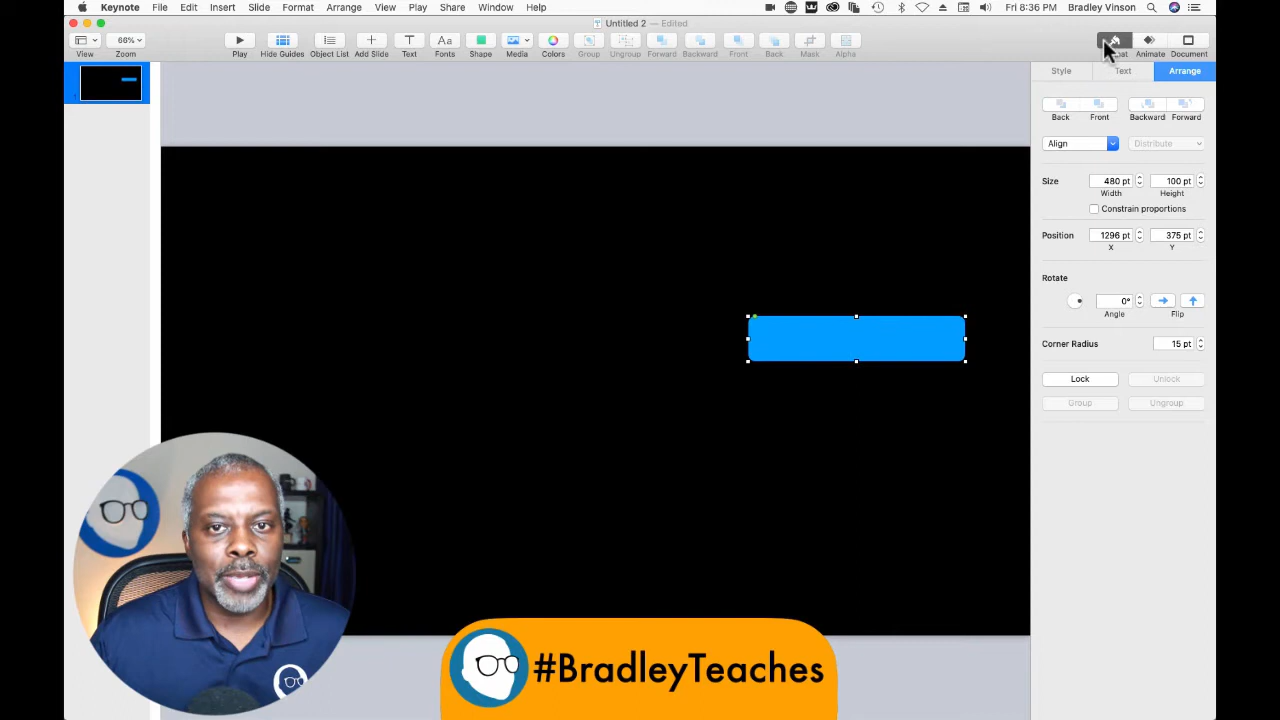 Keynote File Edit Insert Slide Format Arrange View Play Share Window Help Fri 8:36 PM Bradley Vinson
Untitled 2 — Edited
66%
View Zoom Play Hide Guides Object List Add Slide Text Fonts Shape Media Colors Group Ungroup Forward Backward Front Back Mask Alpha Animate Document
Style Text Arrange
Back Front Backward Forward
Align Distribute
Size 480 pt 100 pt
Width Height
Constrain proportions
Position 1296 pt 375 pt
X Y
Rotate
0°
Angle Flip
Corner Radius 15 pt
Lock Unlock
Group Ungroup
#BradleyTeaches